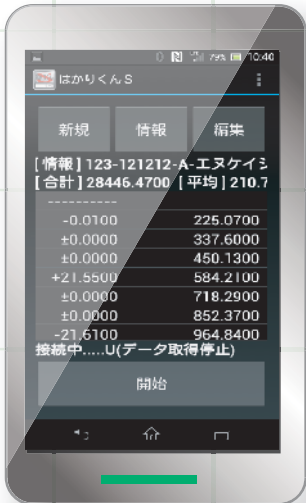 79% 10:40
はかりくんS
新規 情報 編集
[情報]123-121212-A-エヌケイシ
[合計]28446.4700 [平均]210.7
----------
-0.0100 225.0700
±0.0000 337.6000
±0.0000 450.1300
+21.5500 584.2100
±0.0000 718.2900
±0.0000 852.3700
-21.5100 964.8400
接続中.....U(データ取得停止)
開始